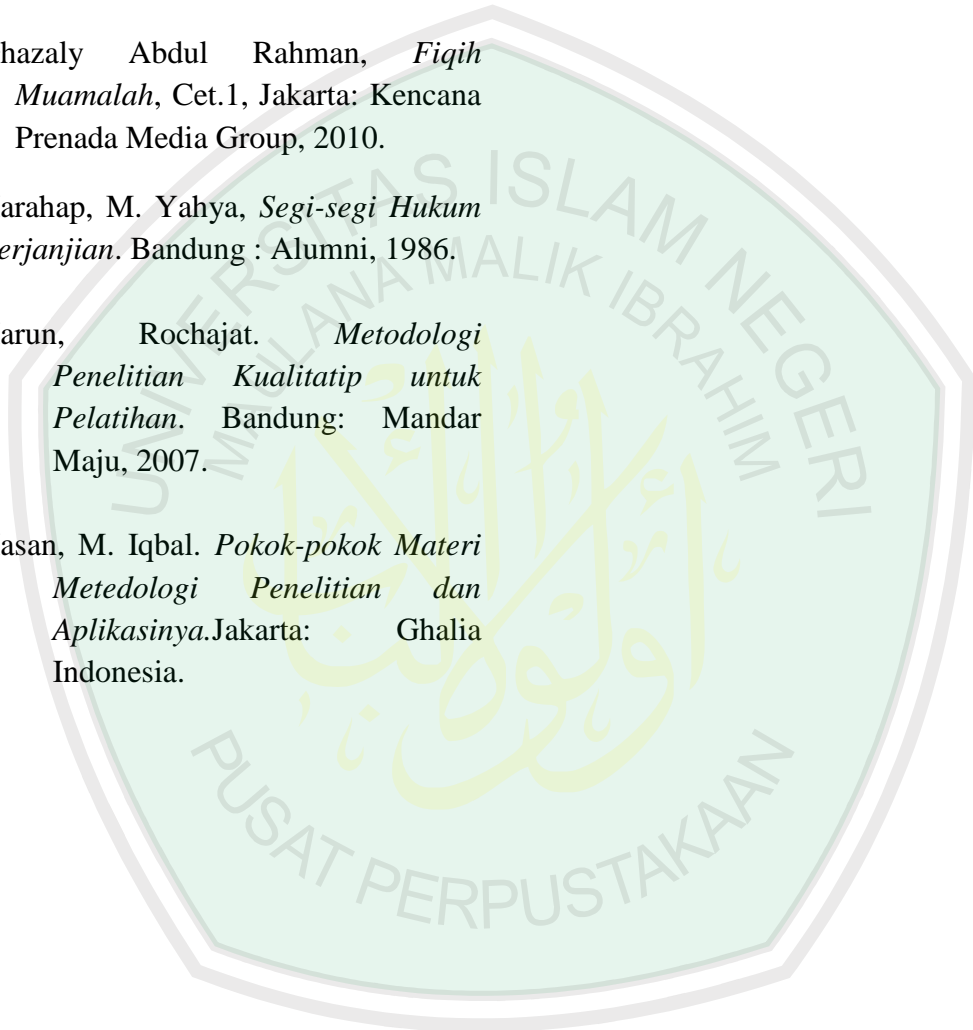 hazaly Abdul Rahman, Fiqih
Muamalah, Cet.1, Jakarta: Kencana
Prenada Media Group, 2010.
arahap, M. Yahya, Segi-segi Hukum
erjanjian. Bandung : Alumni, 1986.
arun, Rochajat. Metodologi
Penelitian Kualitatip untuk
Pelatihan. Bandung: Mandar
Maju, 2007.
asan, M. Iqbal. Pokok-pokok Materi
Metedologi Penelitian dan
Aplikasinya.Jakarta: Ghalia
Indonesia.
UNIVERSITAS ISLAM NEGERI
MAULANA MALIK IBRAHIM
PUSAT PERPUSTAKAAN